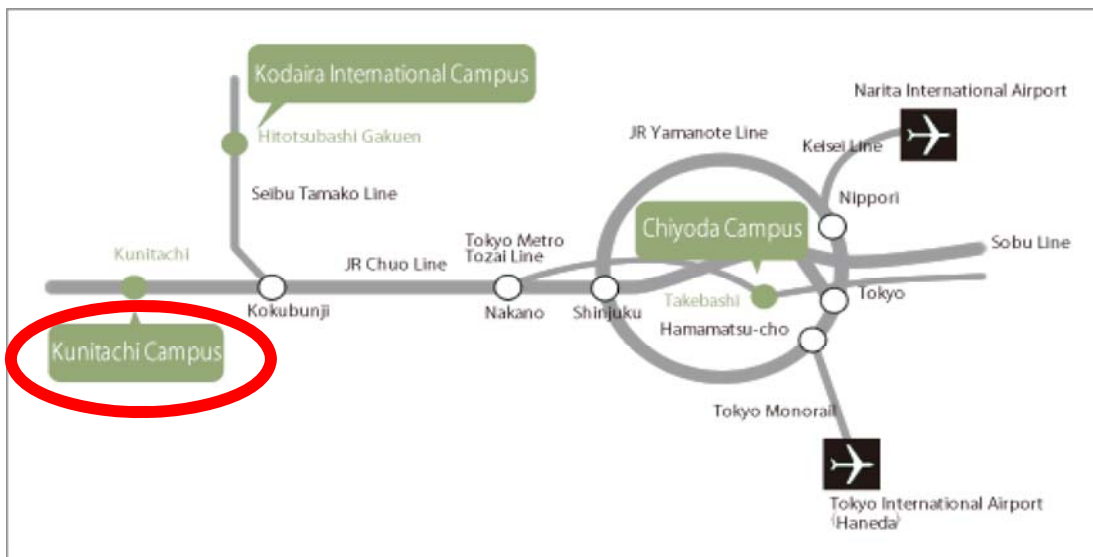 Kodaira International Campus
Narita International Airport
Hitotsubashi Gakuen
JR Yamanote Line
Keisei Line
Seibu Tamako Line
Nippori
Chiyoda Campus
Tokyo Metro
Tozai Line
Sobu Line
Kunitachi
JR Chuo Line
Kokubunji
Nakano
Shinjuku
Takebashi
Tokyo
Hamamatsu-cho
Kunitachi Campus
Tokyo Monorail
Tokyo International Airport
(Haneda)